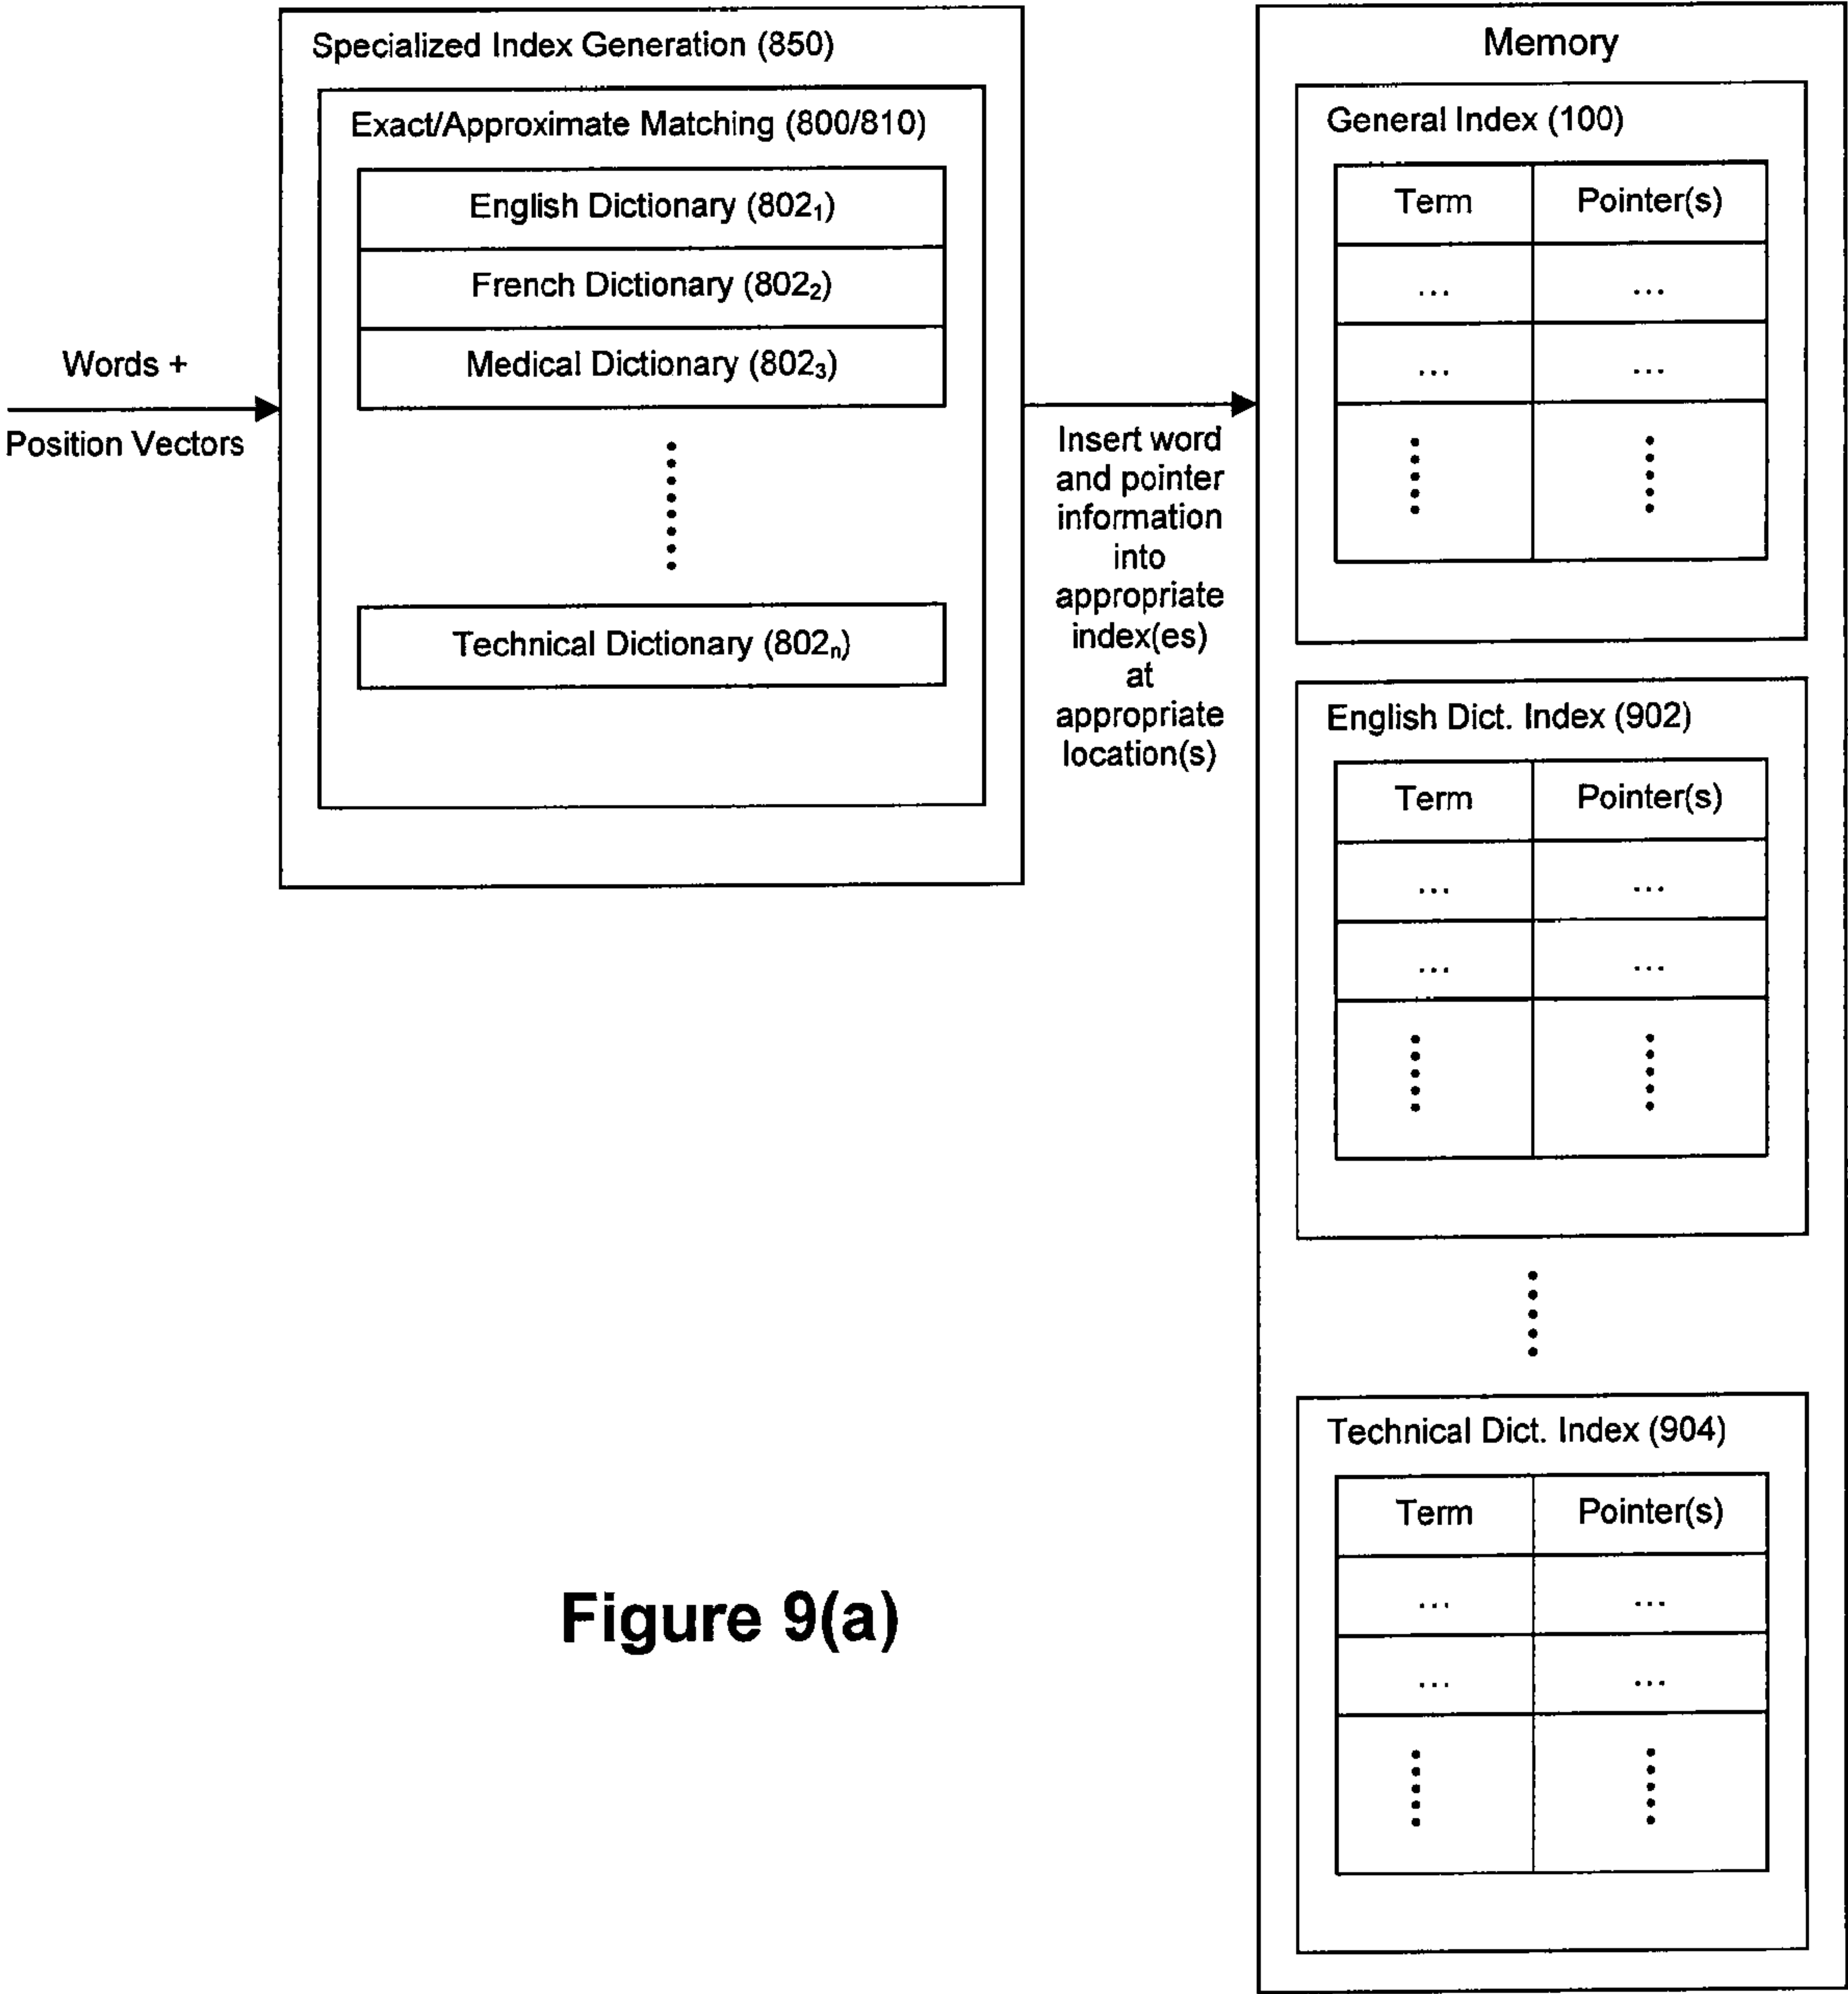 Words +
Position Vectors
Specialized Index Generation (850)
Exact/Approximate Matching (800/810)
English Dictionary (802₁)
French Dictionary (802₂)
Medical Dictionary (802₃)
Technical Dictionary (802ₙ)
Insert word
and pointer
information
into
appropriate
index(es)
at
appropriate
location(s)
Memory
General Index (100)
Term Pointer(s)
... ...
... ...
English Dict. Index (902)
Term Pointer(s)
... ...
... ...
Technical Dict. Index (904)
Term Pointer(s)
... ...
... ...
Figure 9(a)